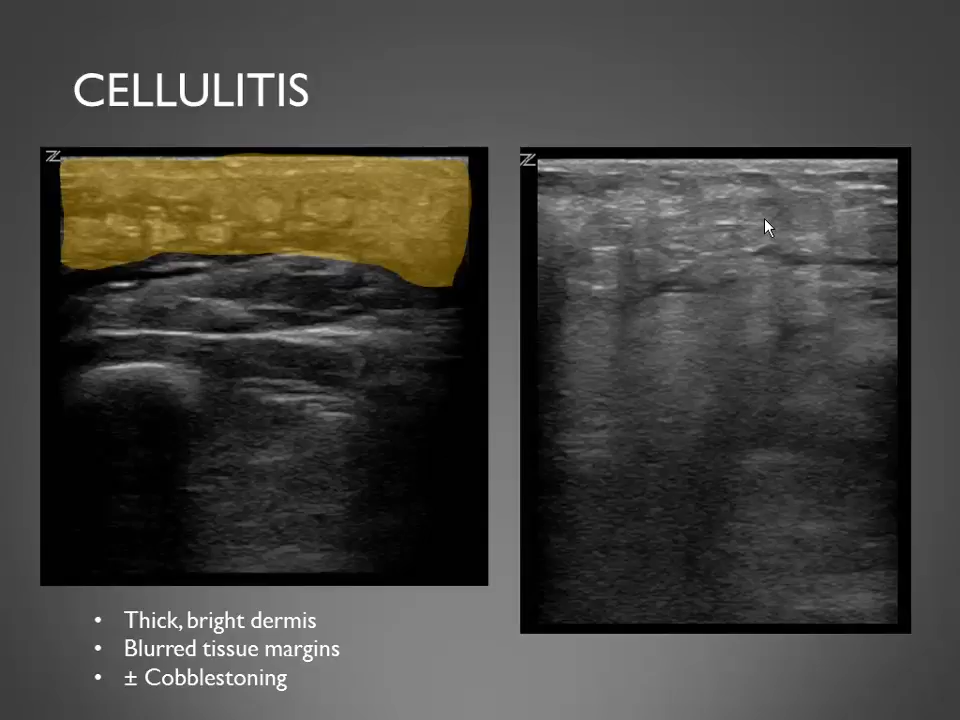 CELLULITIS
Z
Z
• Thick, bright dermis
• Blurred tissue margins
• ± Cobblestoning